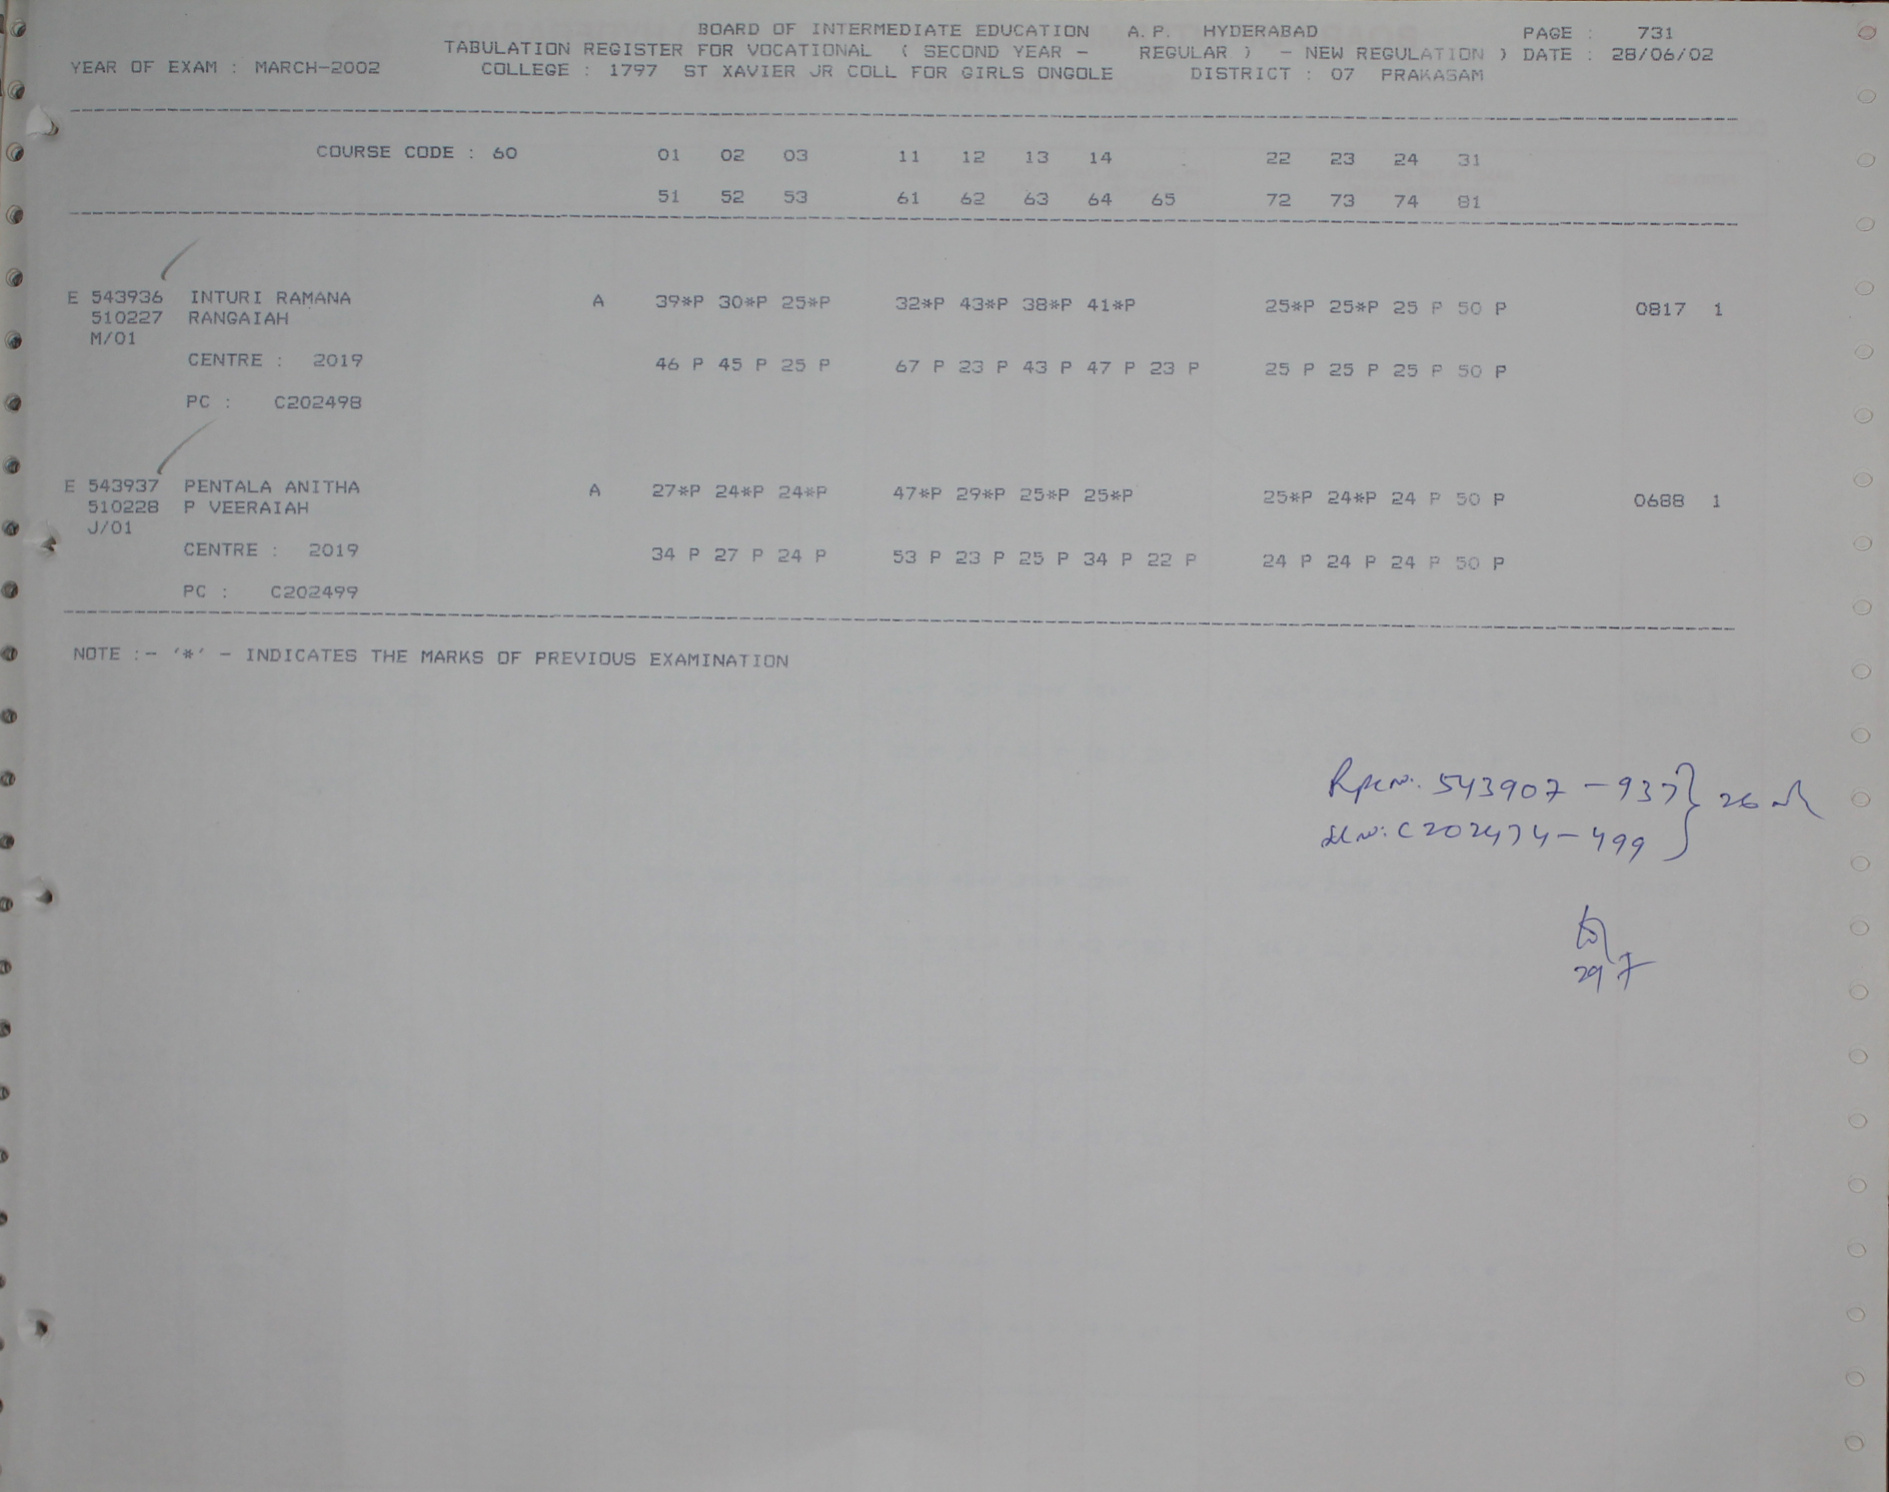 BOARD OF INTERMEDIATE EDUCATION A.P. HYDERABAD PAGE : 731
TABULATION REGISTER FOR VOCATIONAL ( SECOND YEAR - REGULAR ) - NEW REGULATION ) DATE : 28/06/02
YEAR OF EXAM : MARCH-2002 COLLEGE : 1797 ST XAVIER JR COLL FOR GIRLS ONGOLE DISTRICT : 07 PRAKASAM
COURSE CODE : 60 01 02 03 11 12 13 14 22 23 24 31
51 52 53 61 62 63 64 65 72 73 74 81
E 543936 INTURI RAMANA A 39*P 30*P 25*P 32*P 43*P 38*P 41*P 25*P 25*P 25 P 50 P 0817 1
510227 RANGAIAH
M/01
CENTRE : 2019 46 P 45 P 25 P 67 P 23 P 43 P 47 P 23 P 25 P 25 P 25 P 50 P
PC : C202498
E 543937 PENTALA ANITHA A 27*P 24*P 24*P 47*P 29*P 25*P 25*P 25*P 24*P 24 P 50 P 0688 1
510228 P VEERAIAH
J/01
CENTRE : 2019 34 P 27 P 24 P 53 P 23 P 25 P 34 P 22 P 24 P 24 P 24 P 50 P
PC : C202499
NOTE :- '*' - INDICATES THE MARKS OF PREVIOUS EXAMINATION
543907 - 937 } 26
C 202474 - 499
29 7